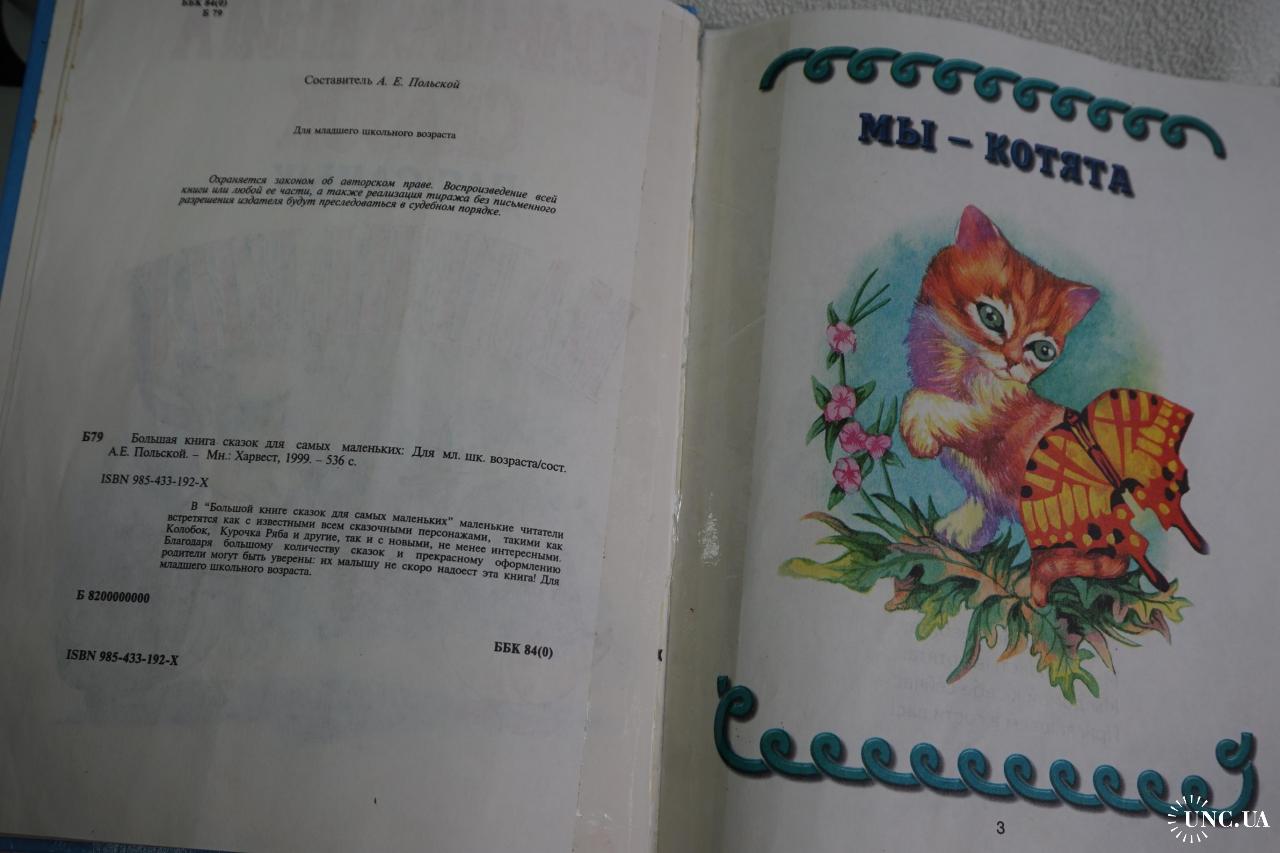 ББК 84(0)
Б 79
Составитель А. Е. Польской
Для младшего школьного возраста
Охраняется законом об авторском праве. Воспроизведение всей
книги или любой ее части, а также реализация тиража без письменного
разрешения издателя будут преследоваться в судебном порядке.
Б79 Большая книга сказок для самых маленьких: Для мл. шк. возраста/сост.
А.Е. Польской. – Мн.: Харвест, 1999. – 536 с.
ISBN 985-433-192-X
В "Большой книге сказок для самых маленьких" маленькие читатели
встретятся как с известными всем сказочными персонажами, такими как
Колобок, Курочка Ряба и другие, так и с новыми, не менее интересными.
Благодаря большому количеству сказок и прекрасному оформлению
родители могут быть уверены: их малышу не скоро надоест эта книга! Для
младшего школьного возраста.
Б 8200000000
ББК 84(0)
ISBN 985-433-192-X
МЫ – КОТЯТА
3
UNC.UA